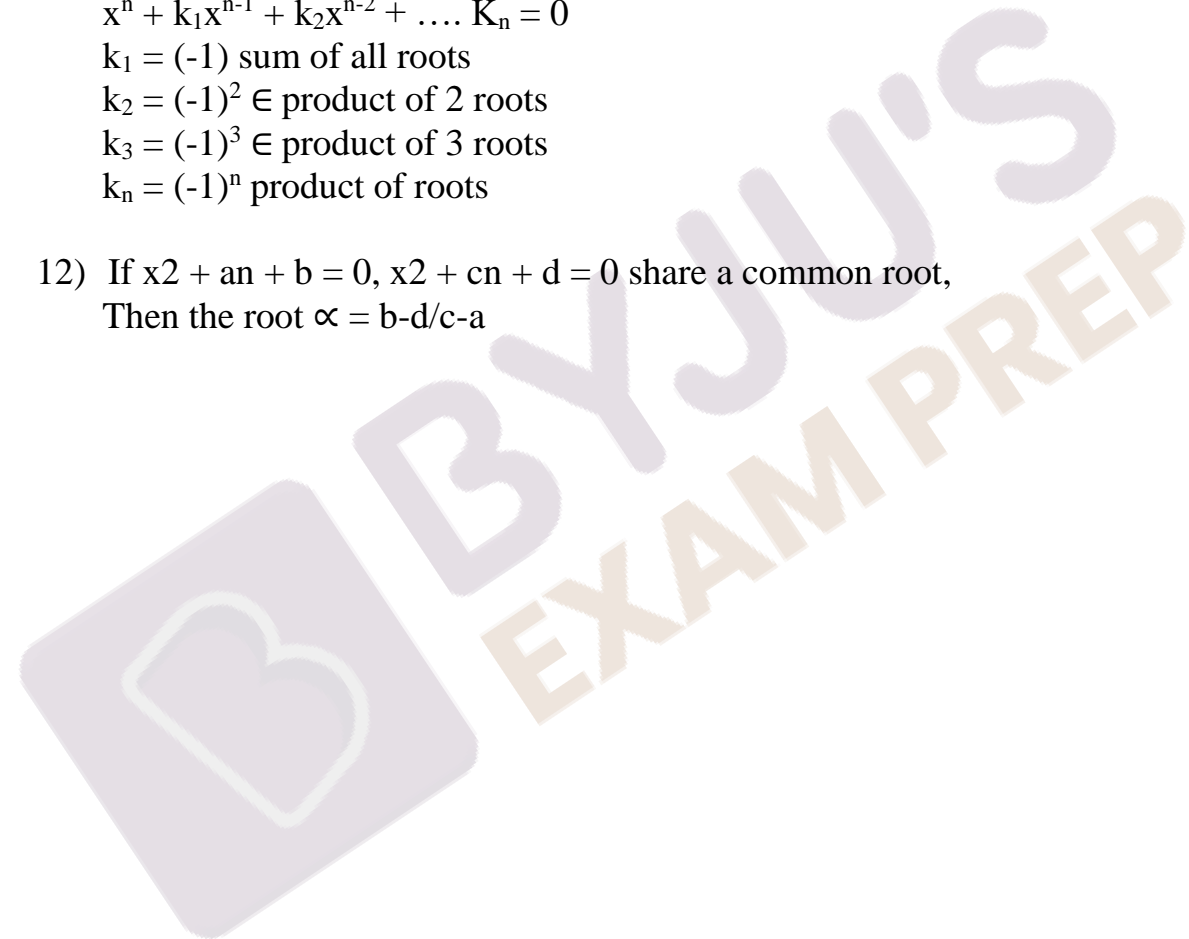 xⁿ + k₁xⁿ⁻¹ + k₂xⁿ⁻² + …. Kₙ = 0
k₁ = (-1) sum of all roots
k₂ = (-1)² ∈ product of 2 roots
k₃ = (-1)³ ∈ product of 3 roots
kₙ = (-1)ⁿ product of roots
12) If x2 + an + b = 0, x2 + cn + d = 0 share a common root,
Then the root ∝ = b-d/c-a
BYJU'S
EXAM PREP